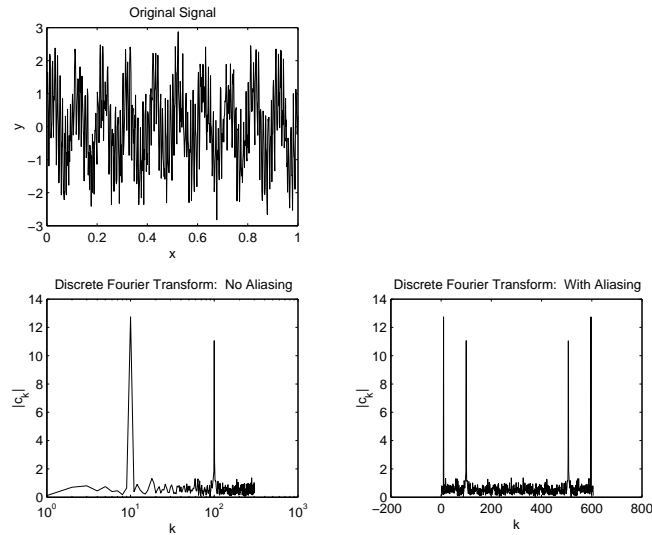 Original Signal
3
2
1
0
−1
−2
−3
0 0.2 0.4 0.6 0.8 1
y
x
Discrete Fourier Transform:  No Aliasing
14
12
10
8
6
4
2
0
10^0 10^1 10^2 10^3
|c_k|
k
Discrete Fourier Transform:  With Aliasing
14
12
10
8
6
4
2
0
−200 0 200 400 600 800
|c_k|
k